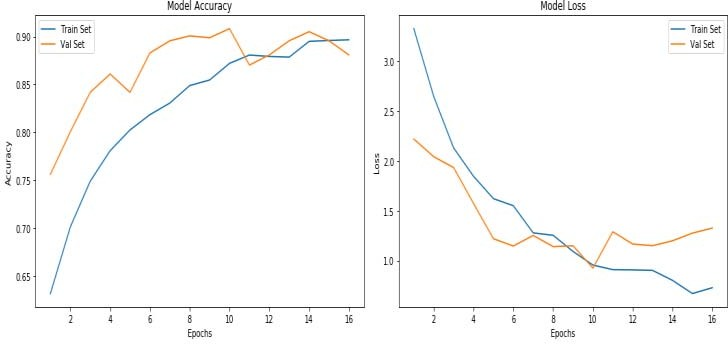 Model Accuracy
Train Set
Val Set
0.90
0.85
0.80
0.75
0.70
0.65
Accuracy
2 4 6 8 10 12 14 16
Epochs
Model Loss
Train Set
Val Set
3.0
2.5
2.0
1.5
1.0
Loss
2 4 6 8 10 12 14 16
Epochs